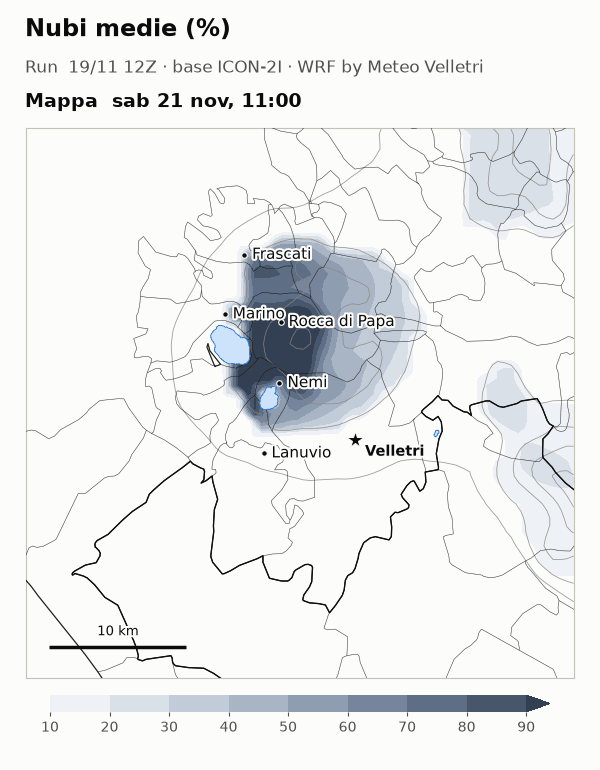 Nubi medie (%)
Run  19/11 12Z · base ICON-2I · WRF by Meteo Velletri
Mappa  sab 21 nov, 11:00
Frascati
Marino
Rocca di Papa
Nemi
Velletri
Lanuvio
10 km
10 20 30 40 50 60 70 80 90